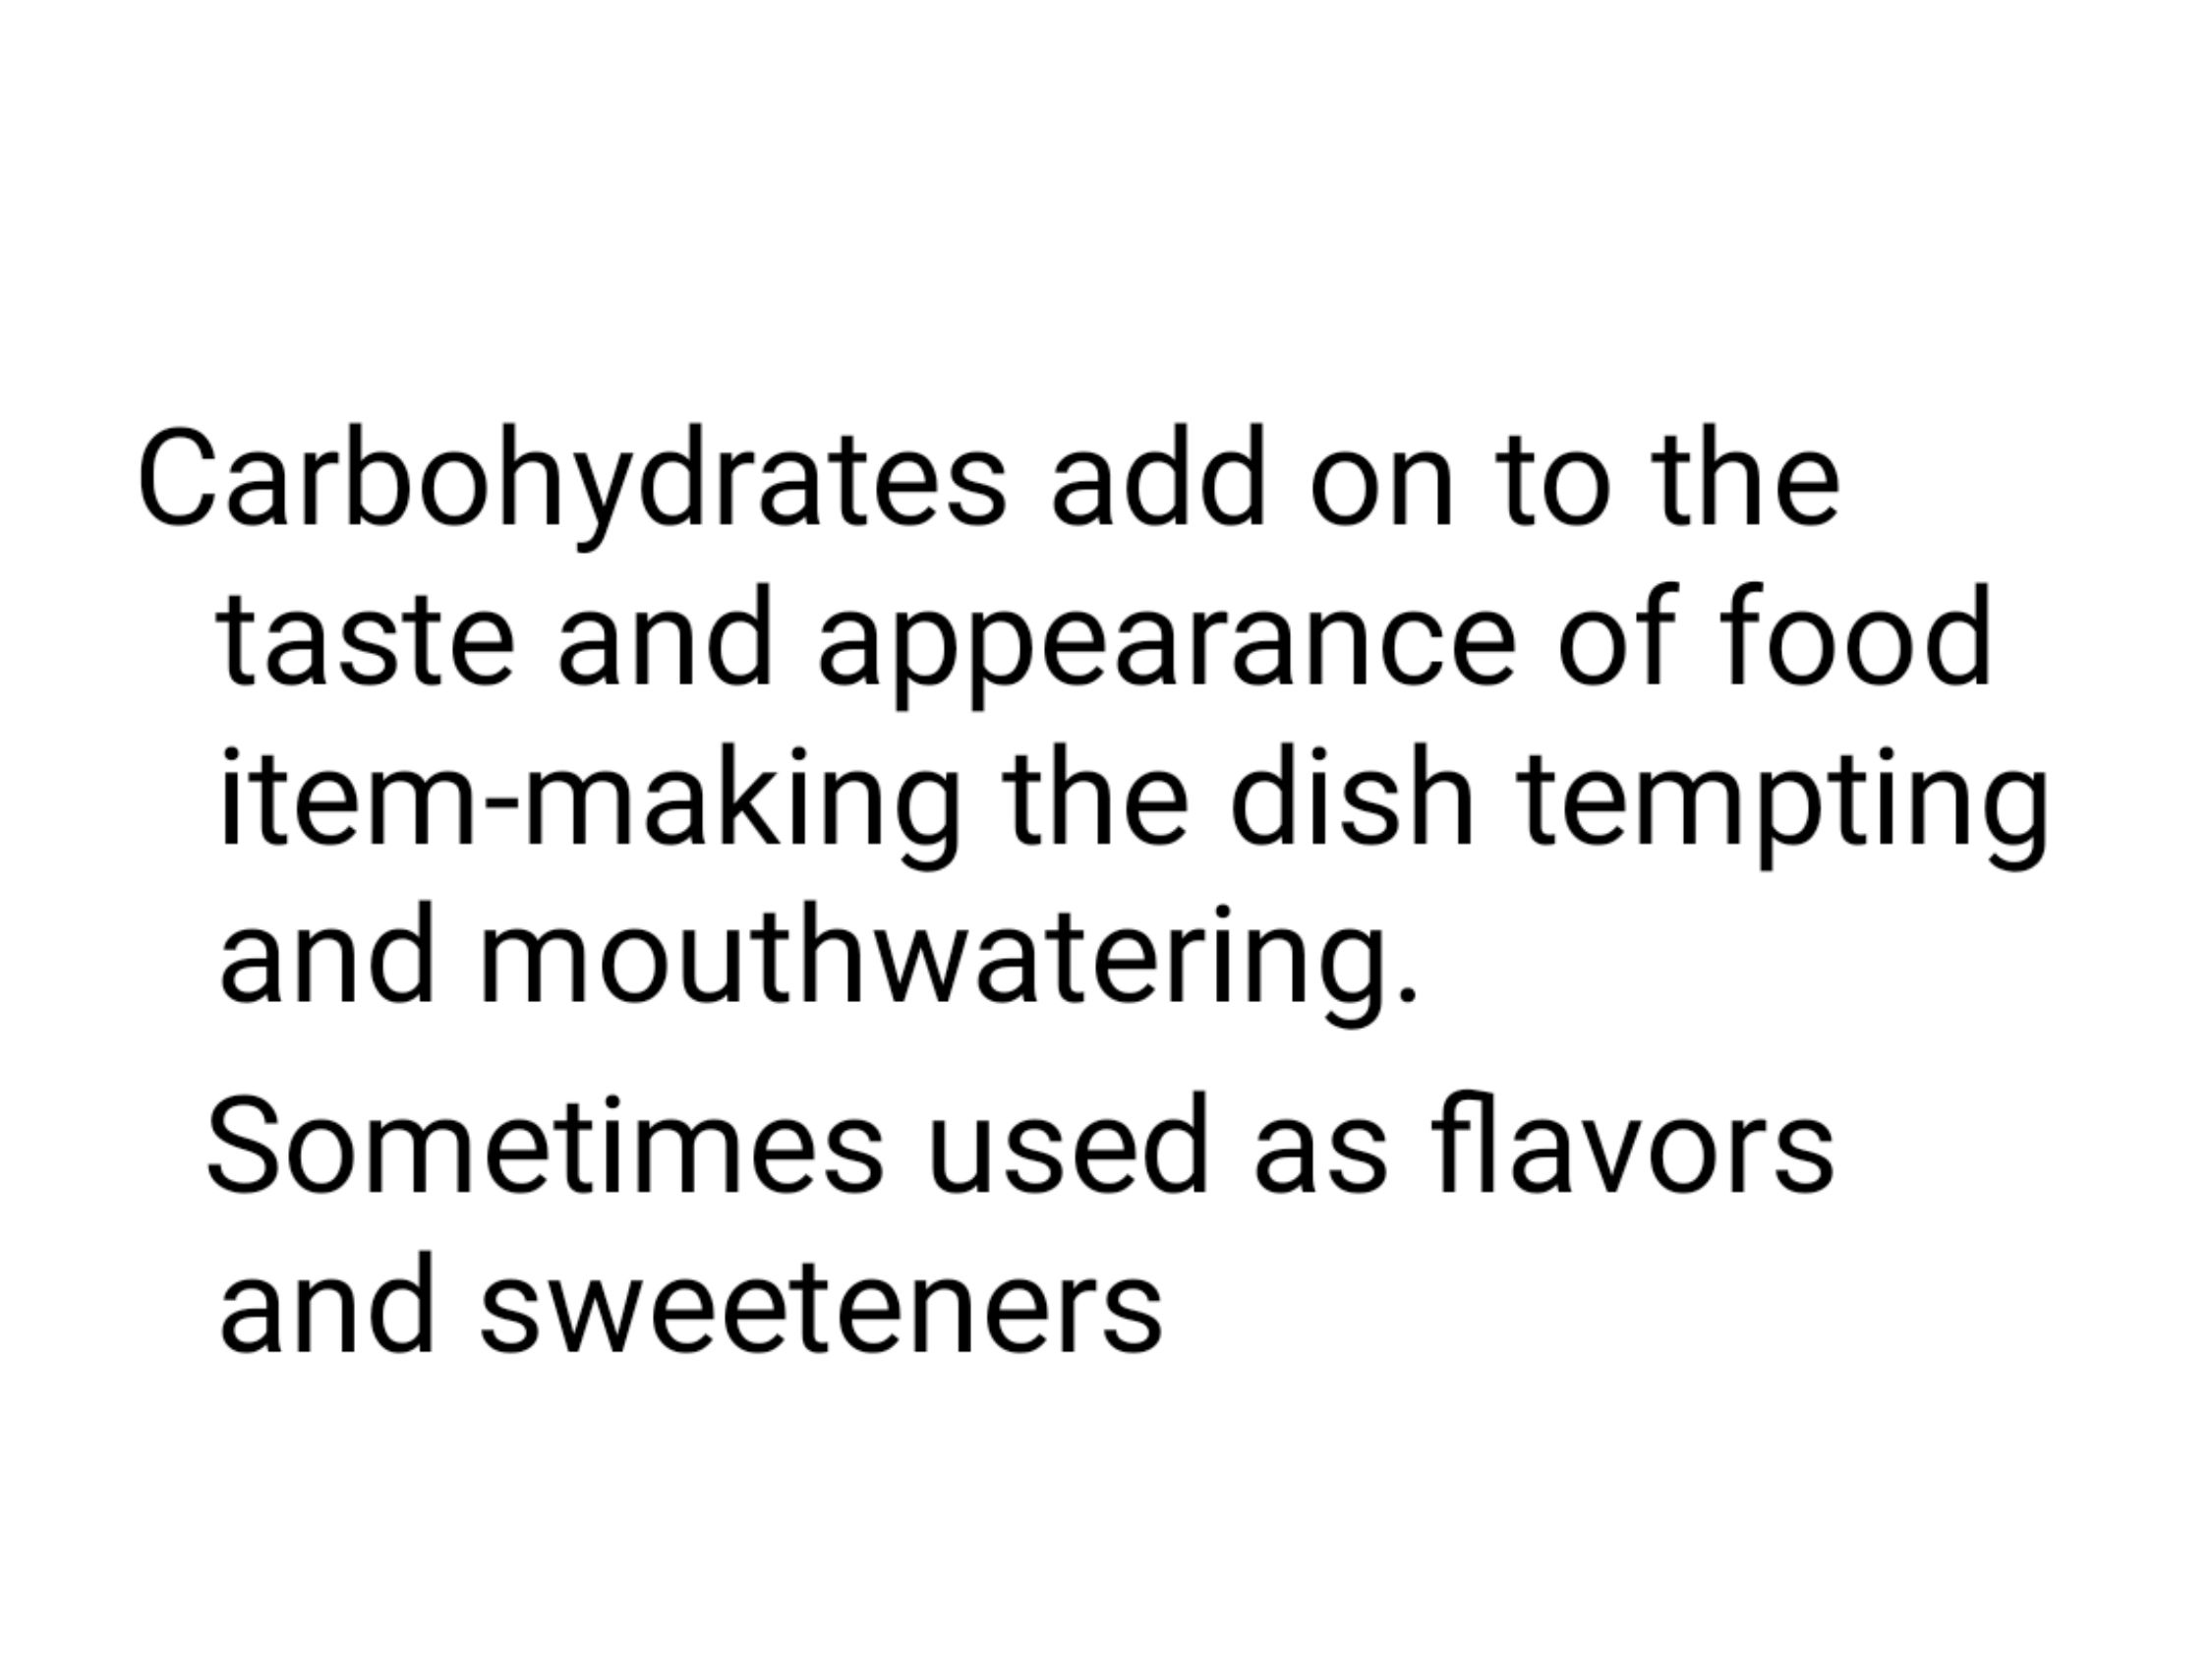 Carbohydrates add on to the
taste and appearance of food
item-making the dish tempting
and mouthwatering.
Sometimes used as flavors
and sweeteners